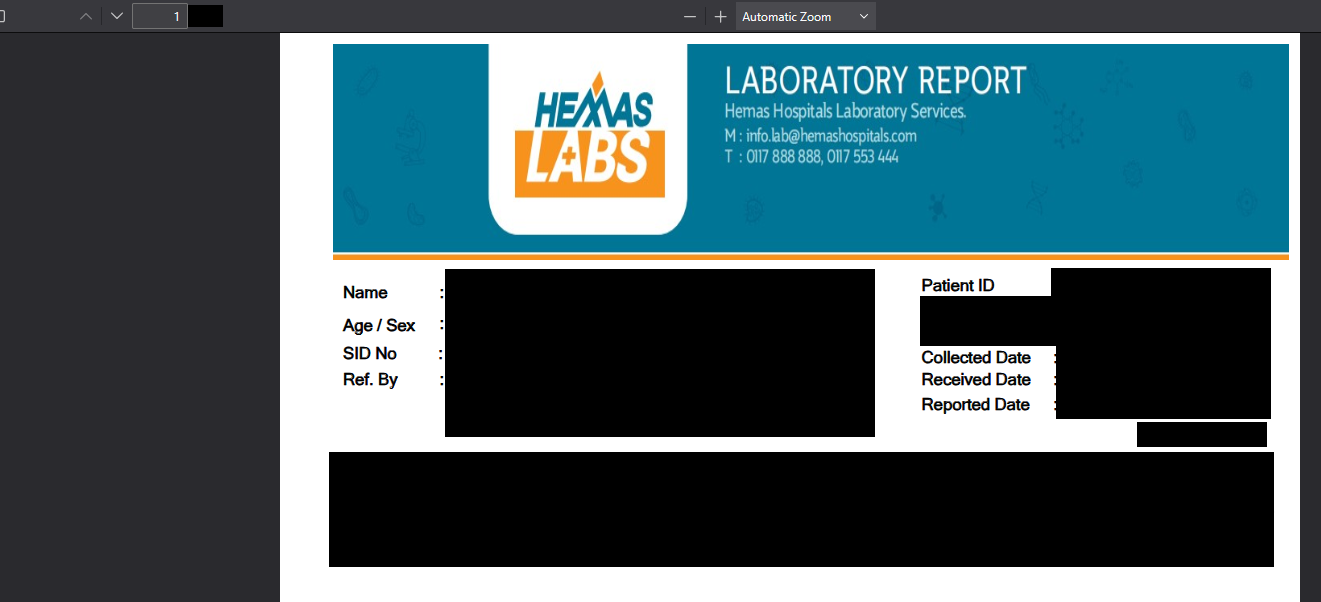 1
Automatic Zoom
HEMAS
LABS
LABORATORY REPORT
Hemas Hospitals Laboratory Services.
M : info.lab@hemashospitals.com
T : 0117 888 888, 0117 553 444
Name :
Age / Sex :
SID No :
Ref. By :
Patient ID
Collected Date :
Received Date :
Reported Date :